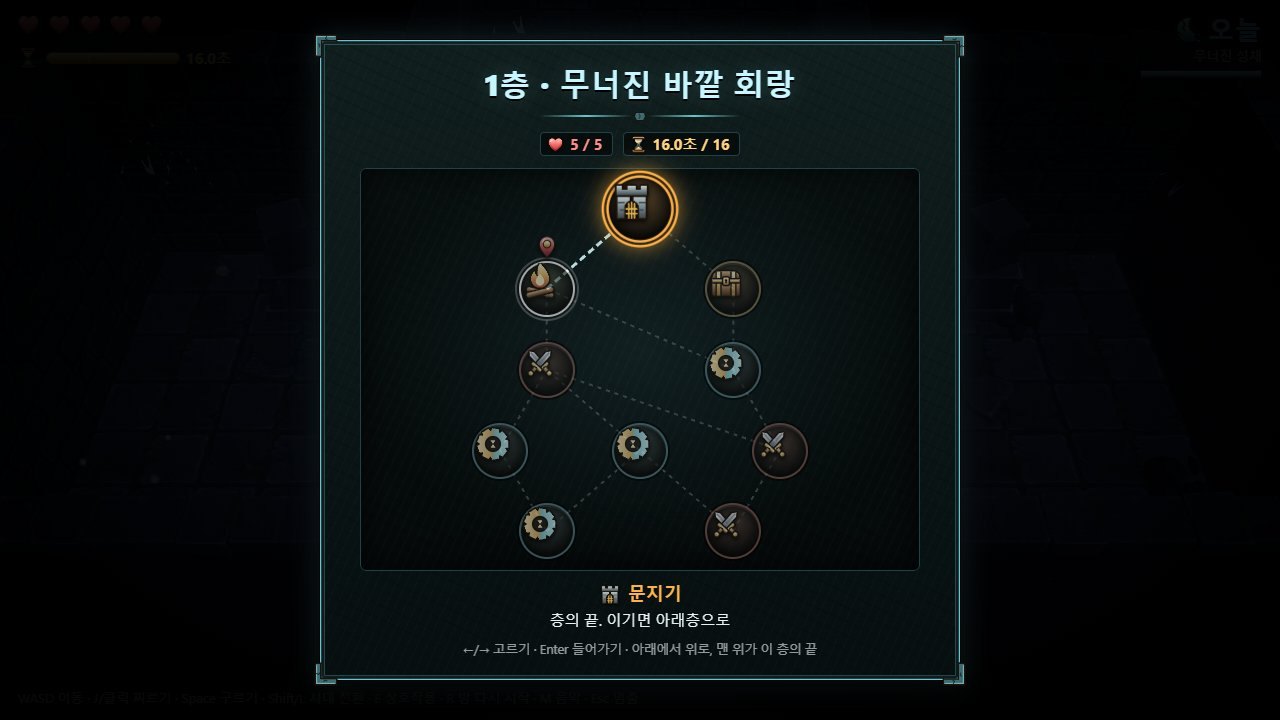 16.0초
오늘
1층 · 무너진 바깥 회랑
5 / 5
16.0초 / 16
문지기
층의 끝. 이기면 아래층으로
←/→ 고르기 · Enter 들어가기 · 아래에서 위로, 맨 위가 이 층의 끝